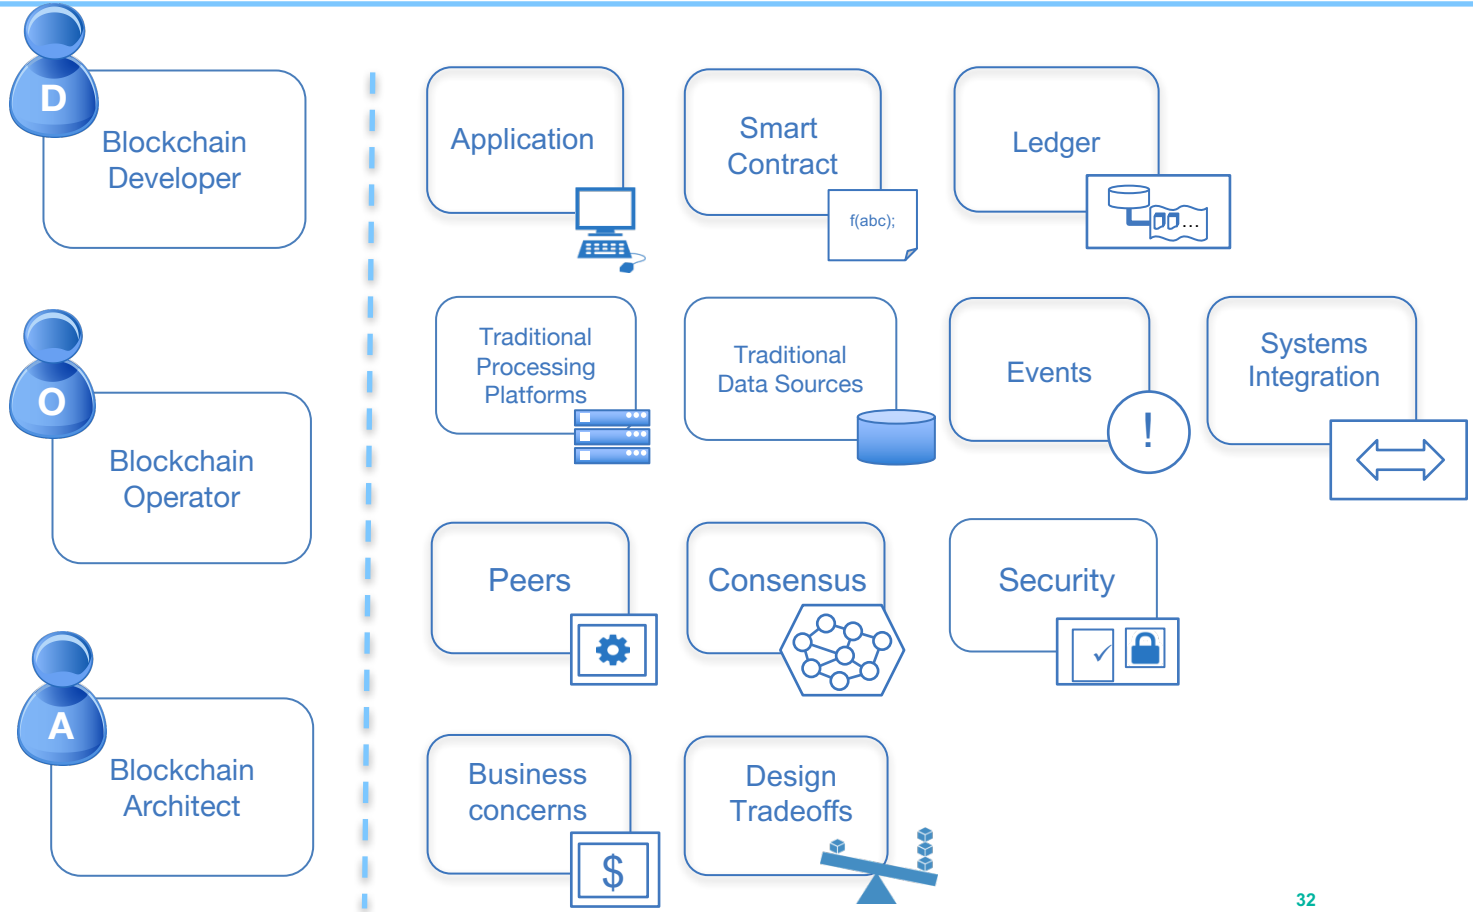 D
Blockchain
Developer
Application
Smart
Contract
f(abc);
Ledger
...
O
Blockchain
Operator
Traditional
Processing
Platforms
Traditional
Data Sources
Events
!
Systems
Integration
Peers
Consensus
Security
✓
A
Blockchain
Architect
Business
concerns
$
Design
Tradeoffs
32